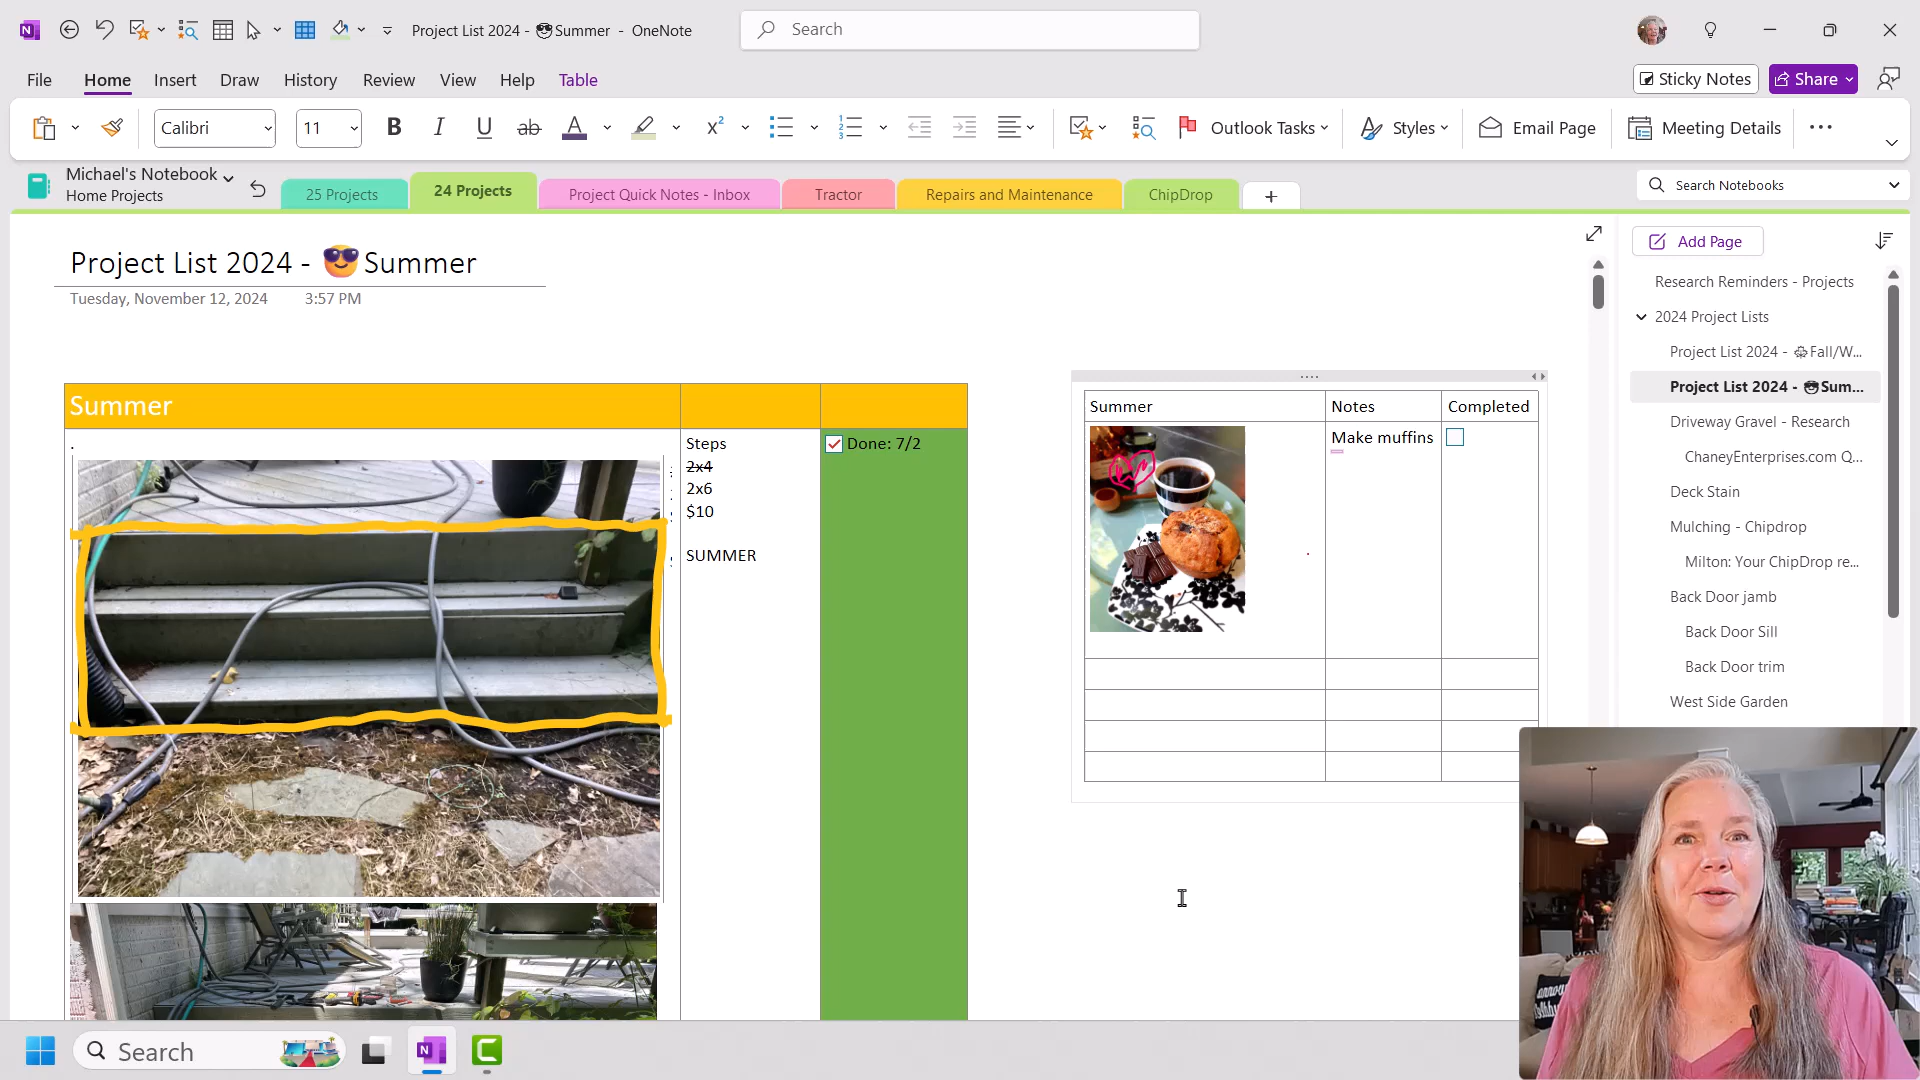 Project List 2024 - 😎Summer - OneNote
Search
File Home Insert Draw History Review View Help Table
Sticky Notes Share
Calibri 11 B I U ab A x² Outlook Tasks Styles Email Page Meeting Details
Michael's Notebook
Home Projects
25 Projects 24 Projects Project Quick Notes - Inbox Tractor Repairs and Maintenance ChipDrop +
Search Notebooks
Project List 2024 - 😎Summer
Tuesday, November 12, 2024 3:57 PM
Add Page
Research Reminders - Projects
2024 Project Lists
Project List 2024 - Fall/W...
Project List 2024 - 😎Sum...
Driveway Gravel - Research
ChaneyEnterprises.com Q...
Deck Stain
Mulching - Chipdrop
Milton: Your ChipDrop re...
Back Door jamb
Back Door Sill
Back Door trim
West Side Garden
Summer
Steps
2x4
2x6
$10
SUMMER
Done: 7/2
Summer Notes Completed
Make muffins
Search